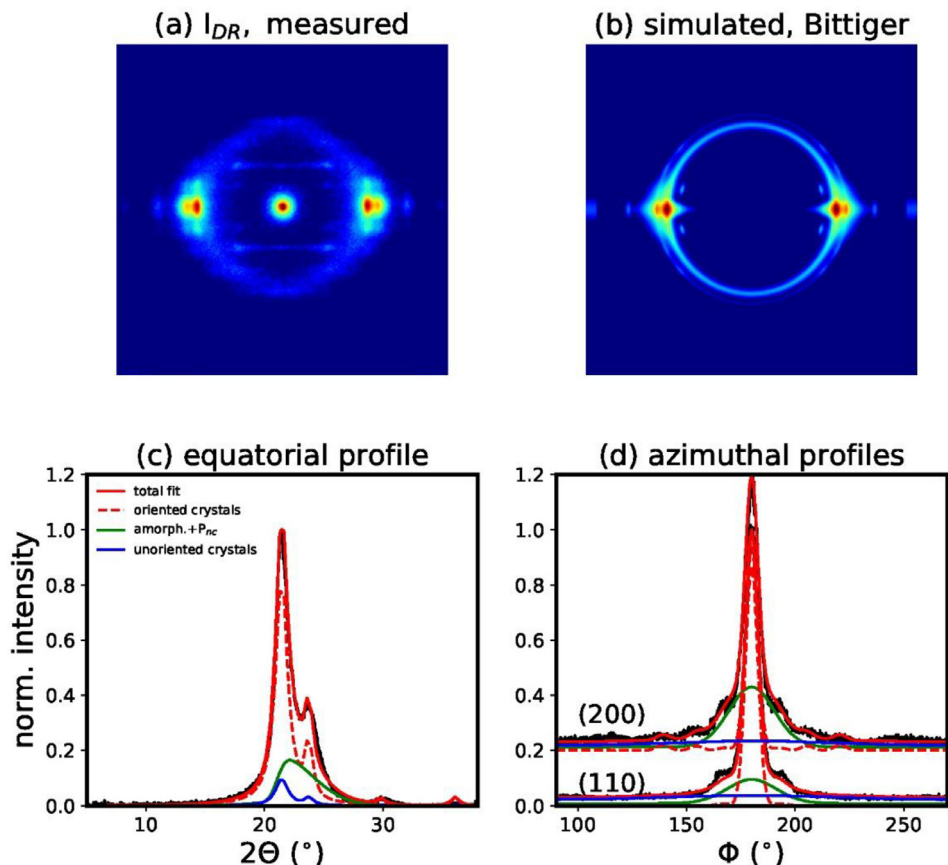 (a) I_DR, measured
(b) simulated, Bittiger
(c) equatorial profile
(d) azimuthal profiles
norm. intensity
1.2
1.0
0.8
0.6
0.4
0.2
0.0
total fit
oriented crystals
amorph.+P_nc
unoriented crystals
10
20
30
2Θ (°)
1.2
1.0
0.8
0.6
0.4
0.2
0.0
(200)
(110)
100
150
200
250
Φ (°)